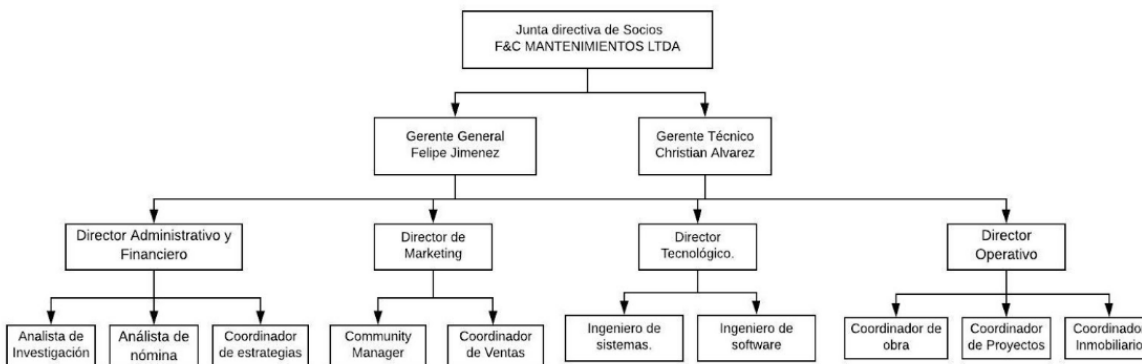 Junta directiva de Socios
F&C MANTENIMIENTOS LTDA
Gerente General
Felipe Jimenez
Gerente Técnico
Christian Alvarez
Director Administrativo y
Financiero
Director de
Marketing
Director
Tecnológico.
Director
Operativo
Analista de
Investigación
Análista de
nómina
Coordinador
de estrategias
Community
Manager
Coordinador
de Ventas
Ingeniero de
sistemas.
Ingeniero de
software
Coordinador de
obra
Coordinador
de Proyectos
Coordinador
Inmobiliario